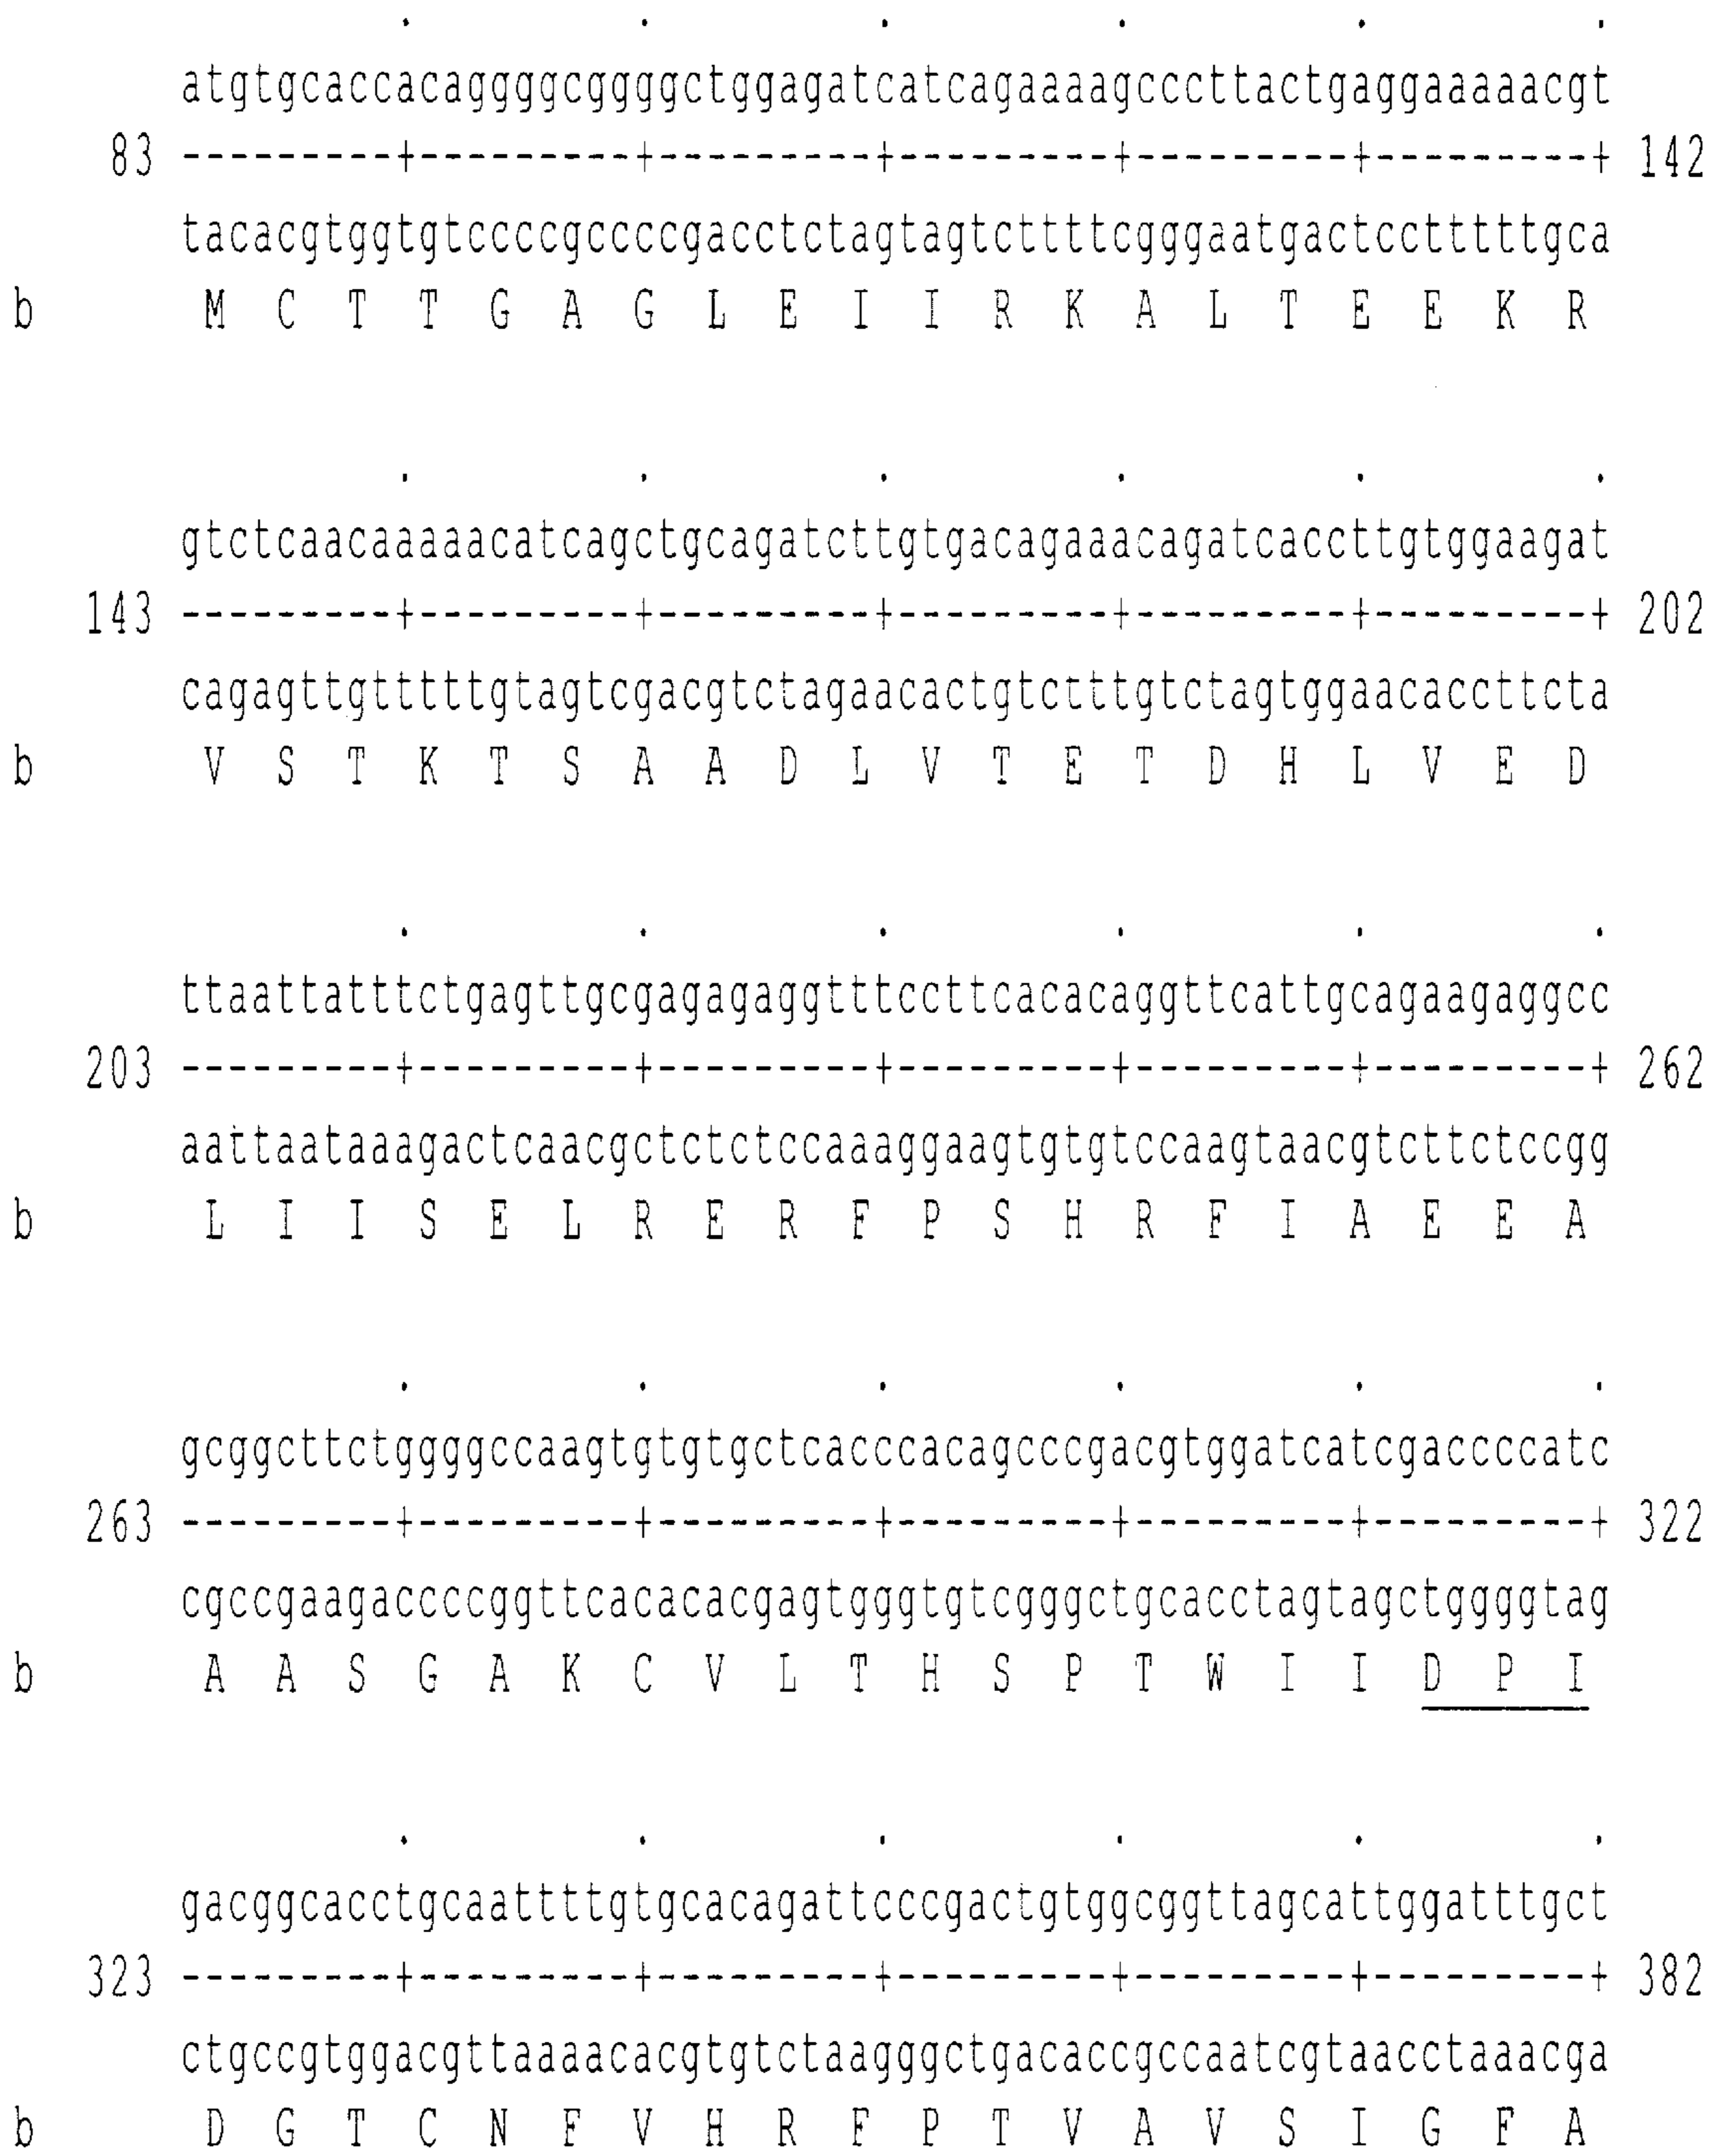 atgtgcaccacaggggcggggctggagatcatcagaaaagcccttactgaggaaaaacgt
83 ---------+---------+---------+---------+---------+---------+ 142
tacacgtggtgtccccgccccgacctctagtagtcttttcgggaatgactcctttttgca
b M C T T G A G L E I I R K A L T E E K R
gtctcaacaaaaacatcagctgcagatcttgtgacagaaacagatcaccttgtggaagat
143 ---------+---------+---------+---------+---------+---------+ 202
cagagttgtttttgtagtcgacgtctagaacactgtctttgtctagtggaacaccttcta
b V S T K T S A A D L V T E T D H L V E D
ttaattatttctgagttgcgagagaggtttccttcacacaggttcattgcagaagaggcc
203 ---------+---------+---------+---------+---------+---------+ 262
aattaataaagactcaacgctctctccaaaggaagtgtgtccaagtaacgtcttctccgg
b L I I S E L R E R F P S H R F I A E E A
gcggcttctggggccaagtgtgtgctcacccacagcccgacgtggatcatcgaccccatc
263 ---------+---------+---------+---------+---------+---------+ 322
cgccgaagaccccggttcacacacgagtgggtgtcgggctgcacctagtagctggggtag
b A A S G A K C V L T H S P T W I I D P I
gacggcacctgcaattttgtgcacagattcccgactgtggcggttagcattggatttgct
323 ---------+---------+---------+---------+---------+---------+ 382
ctgccgtggacgttaaaacacgtgtctaagggctgacaccgccaatcgtaacctaaacga
b D G T C N F V H R F P T V A V S I G F A